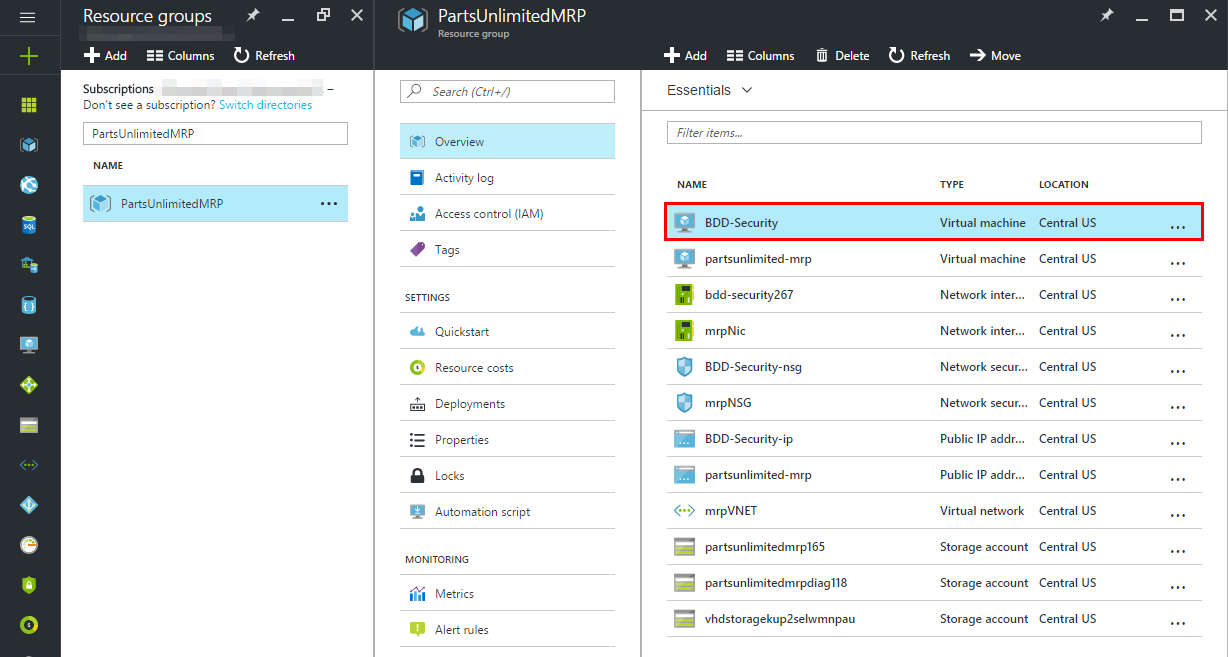 Resource groups
Add
Columns
Refresh
Subscriptions
–
Don't see a subscription? Switch directories
PartsUnlimitedMRP
NAME
PartsUnlimitedMRP
...
PartsUnlimitedMRP
Resource group
Search (Ctrl+/)
Overview
Activity log
Access control (IAM)
Tags
SETTINGS
Quickstart
Resource costs
Deployments
Properties
Locks
Automation script
MONITORING
Metrics
Alert rules
Add
Columns
Delete
Refresh
Move
Essentials
Filter items...
NAME TYPE LOCATION
BDD-Security Virtual machine Central US ...
partsunlimited-mrp Virtual machine Central US ...
bdd-security267 Network inter... Central US ...
mrpNic Network inter... Central US ...
BDD-Security-nsg Network secur... Central US ...
mrpNSG Network secur... Central US ...
BDD-Security-ip Public IP addr... Central US ...
partsunlimited-mrp Public IP addr... Central US ...
mrpVNET Virtual network Central US ...
partsunlimitedmrp165 Storage account Central US ...
partsunlimitedmrpdiag118 Storage account Central US ...
vhdstoragekup2selwmnpau Storage account Central US ...